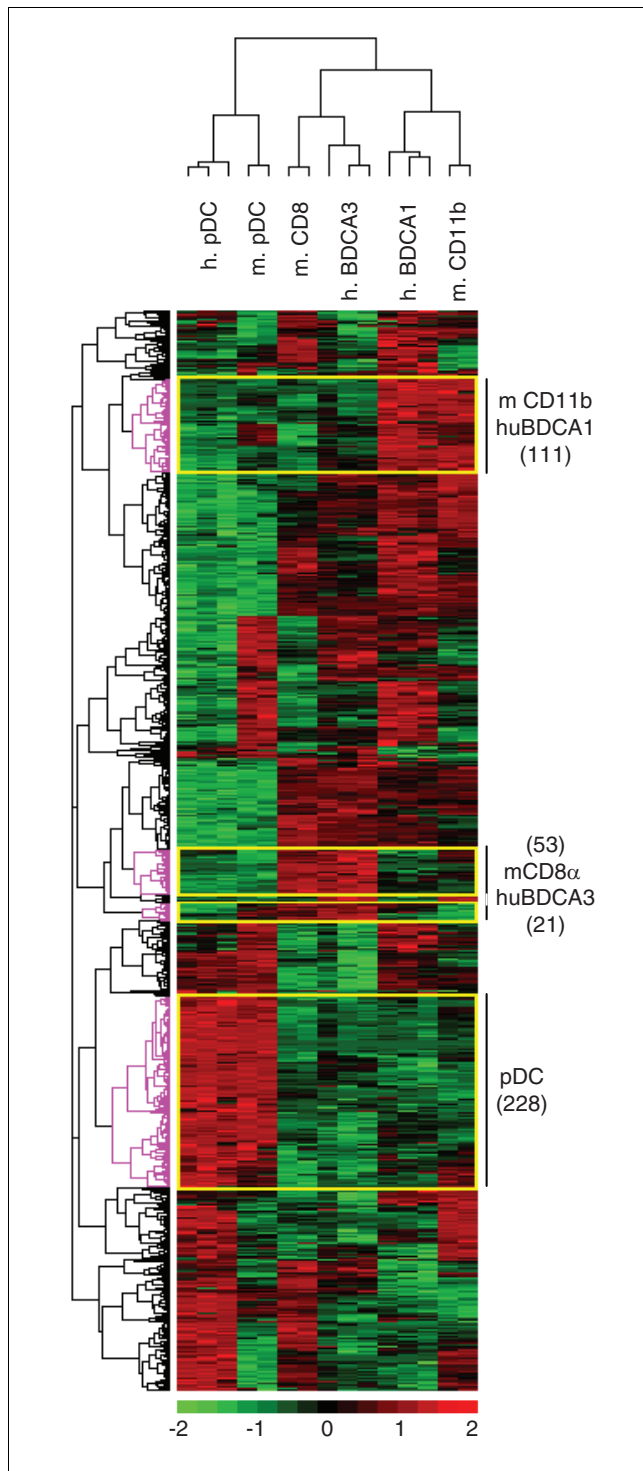 h. pDC
m. pDC
m. CD8
h. BDCA3
h. BDCA1
m. CD11b
m CD11b
huBDCA1
(111)
(53)
mCD8α
huBDCA3
(21)
pDC
(228)
-2 -1 0 1 2